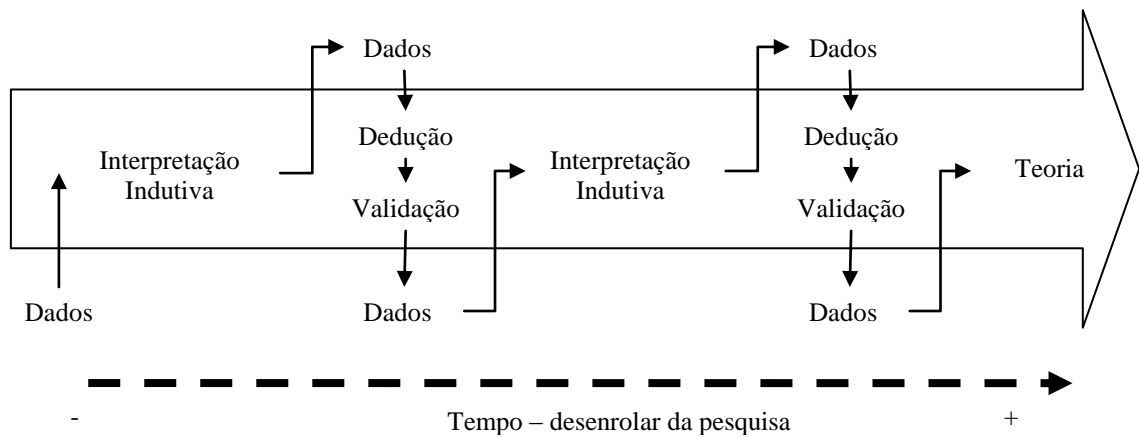 Dados
Dados
Dedução
Dedução
Interpretação
Indutiva
Interpretação
Indutiva
Teoria
Validação
Validação
Dados
Dados
Dados
-
Tempo – desenrolar da pesquisa
+